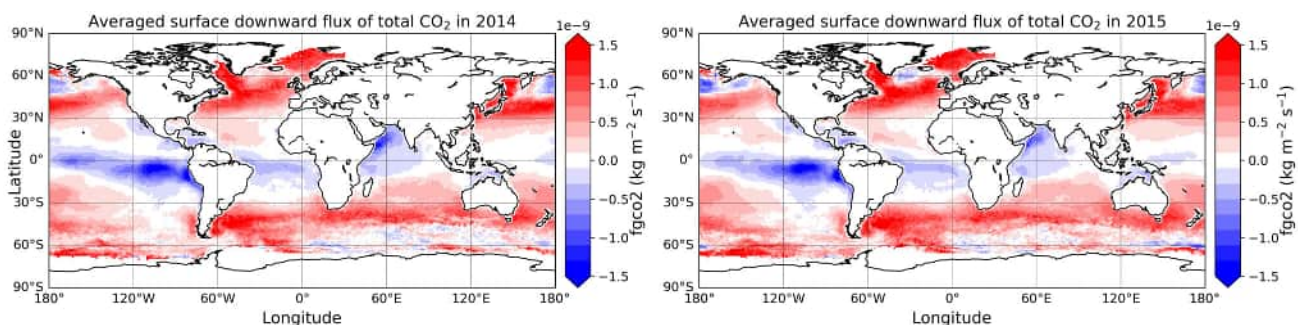 Averaged surface downward flux of total CO₂ in 2014
1e−9
90°N
60°N
30°N
0°
30°S
60°S
90°S
Latitude
180°
120°W
60°W
0°
60°E
120°E
180°
Longitude
1.5
1.0
0.5
0.0
−0.5
−1.0
−1.5
fgco2 (kg m⁻² s⁻¹)
Averaged surface downward flux of total CO₂ in 2015
1e−9
90°N
60°N
30°N
0°
30°S
60°S
90°S
180°
120°W
60°W
0°
60°E
120°E
180°
Longitude
1.5
1.0
0.5
0.0
−0.5
−1.0
−1.5
fgco2 (kg m⁻² s⁻¹)